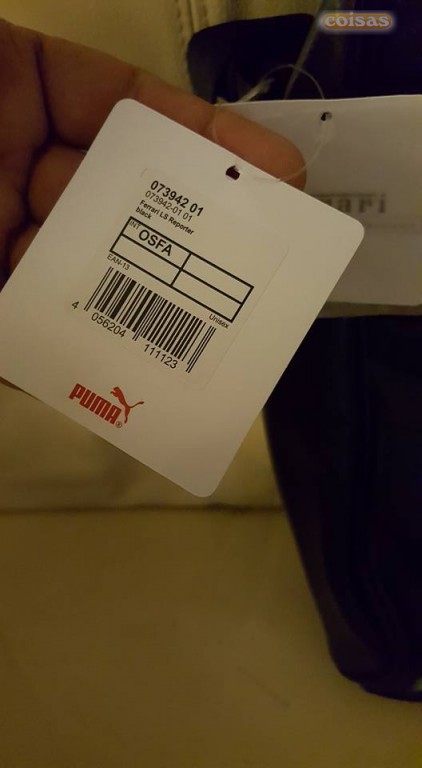 coisas
073942 01
073942-01 01
Ferrari LS Reporter
black
INT
OSFA
EAN-13
Unisex
4 056204 111123
PUMA®